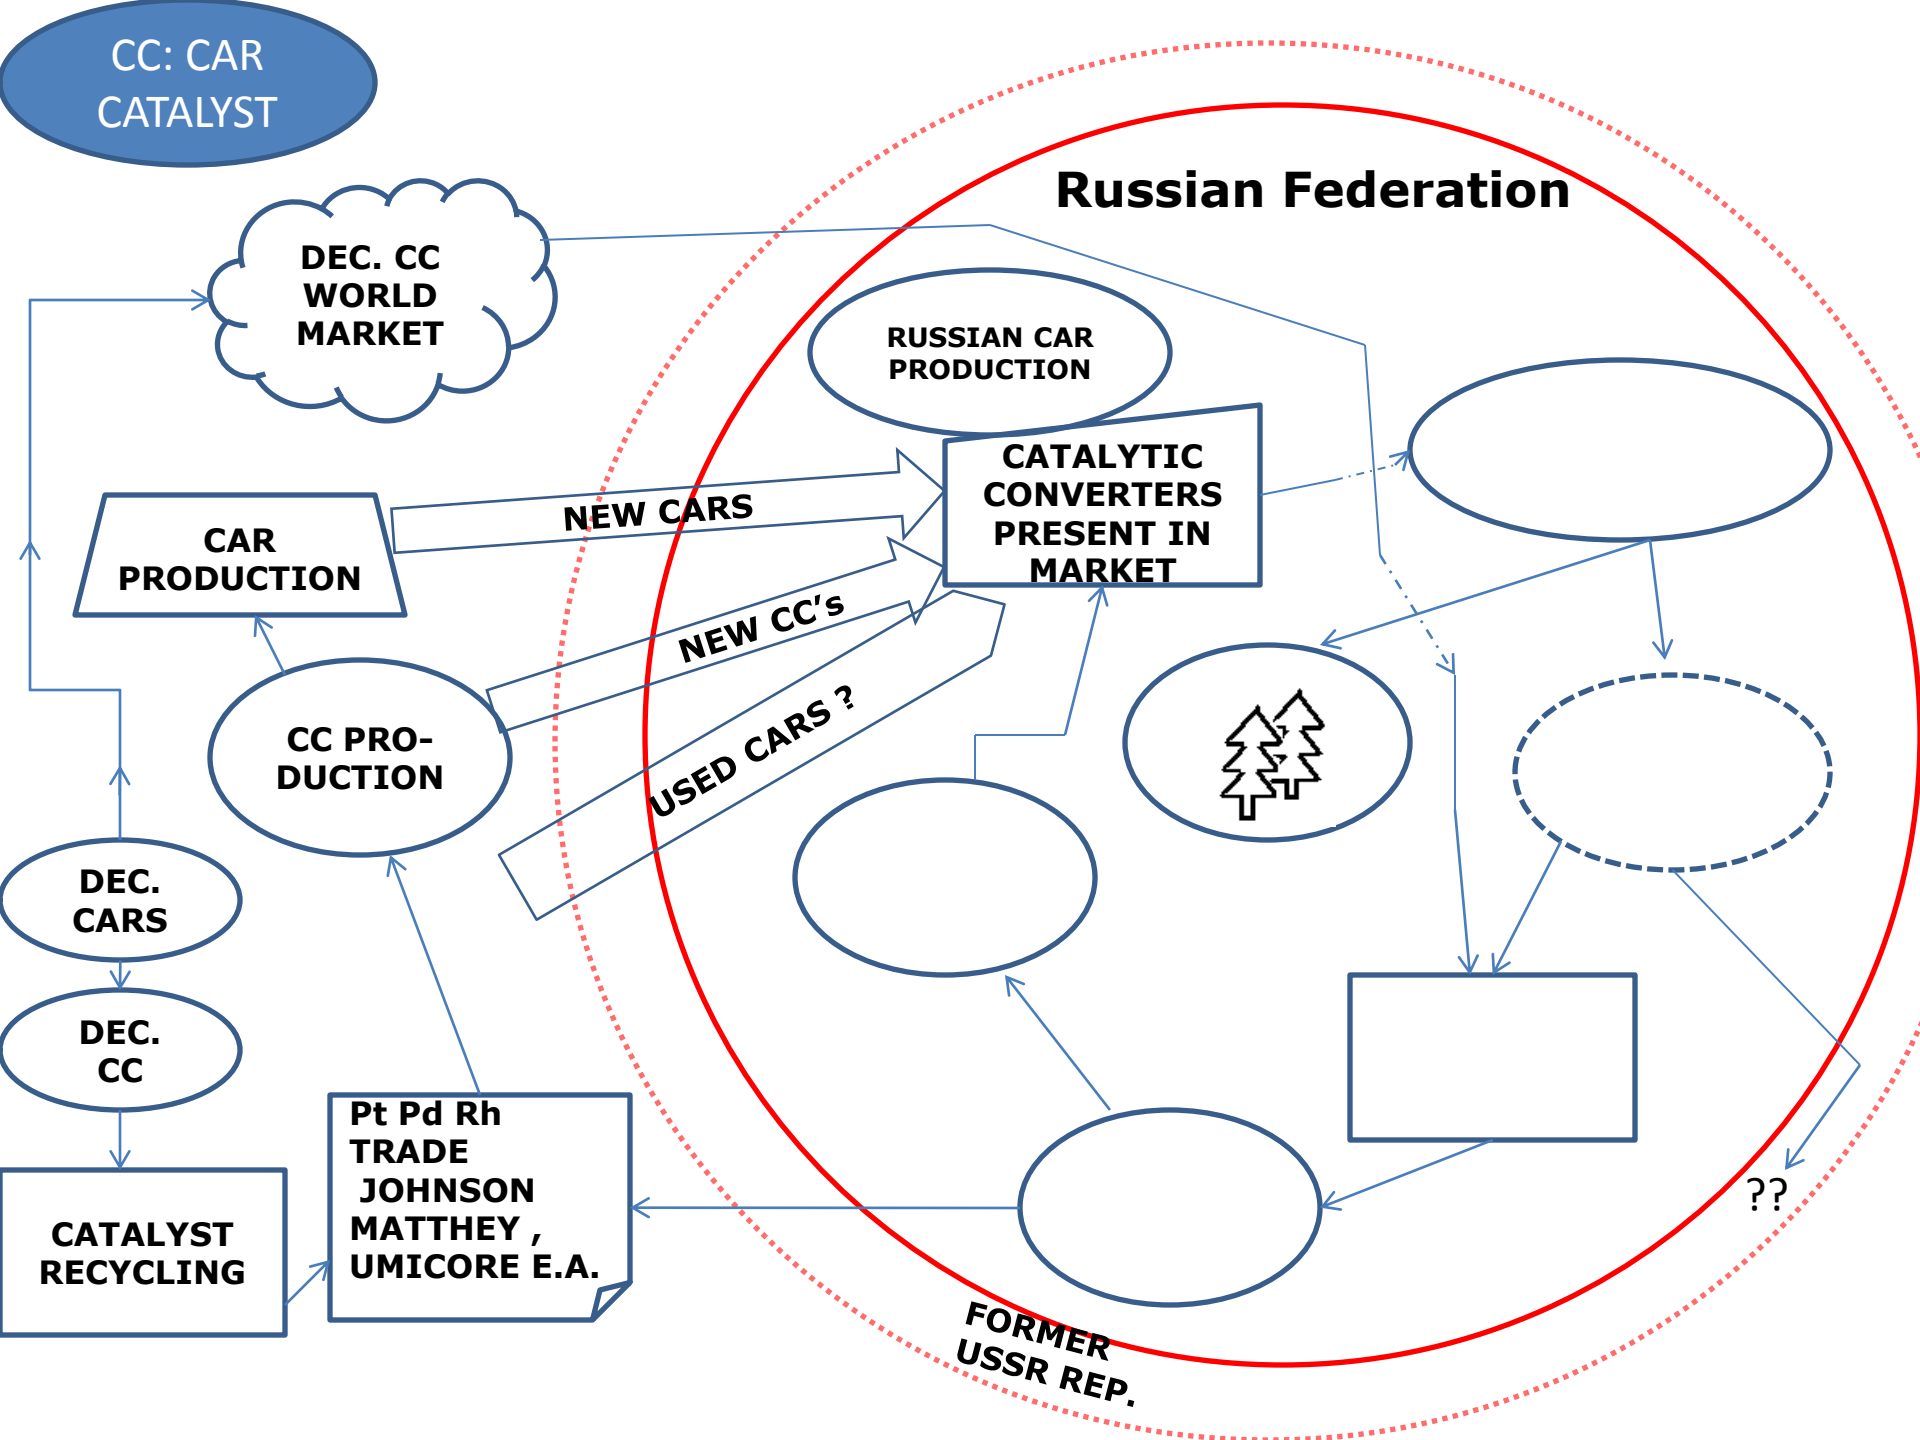 CC: CAR
CATALYST
Russian Federation
DEC. CC
WORLD
MARKET
RUSSIAN CAR
PRODUCTION
CATALYTIC
CONVERTERS
PRESENT IN
MARKET
NEW CARS
CAR
PRODUCTION
NEW CC's
USED CARS ?
CC PRO-
DUCTION
DEC.
CARS
DEC.
CC
Pt Pd Rh
TRADE
JOHNSON
MATTHEY ,
UMICORE E.A.
CATALYST
RECYCLING
??
FORMER
USSR REP.